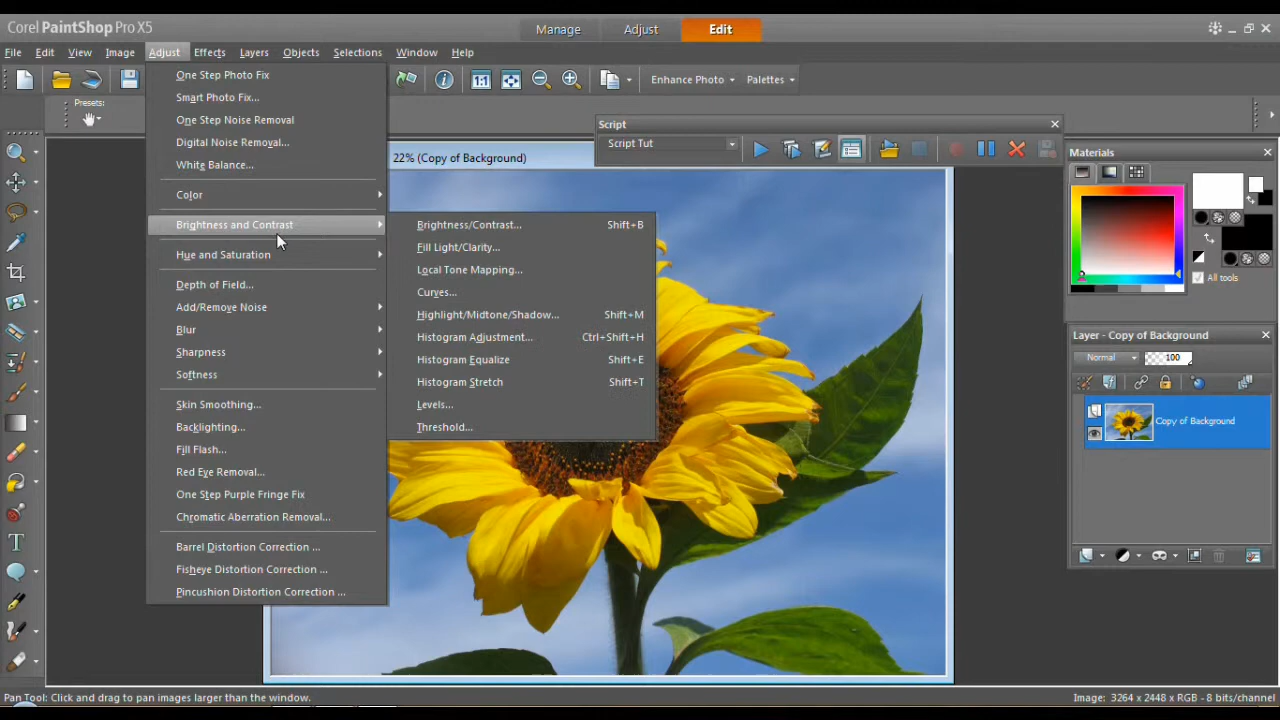 Corel PaintShop Pro X5
Manage
Adjust
Edit
File Edit View Image Adjust Effects Layers Objects Selections Window Help
1:1
Enhance Photo
Palettes
Presets:
One Step Photo Fix
Smart Photo Fix...
One Step Noise Removal
Digital Noise Removal...
White Balance...
Color
Brightness and Contrast
Hue and Saturation
Depth of Field...
Add/Remove Noise
Blur
Sharpness
Softness
Skin Smoothing...
Backlighting...
Fill Flash...
Red Eye Removal...
One Step Purple Fringe Fix
Chromatic Aberration Removal...
Barrel Distortion Correction ...
Fisheye Distortion Correction ...
Pincushion Distortion Correction ...
Brightness/Contrast... Shift+B
Fill Light/Clarity...
Local Tone Mapping...
Curves...
Highlight/Midtone/Shadow... Shift+M
Histogram Adjustment... Ctrl+Shift+H
Histogram Equalize Shift+E
Histogram Stretch Shift+T
Levels...
Threshold...
22% (Copy of Background)
Script
Script Tut
Materials
All tools
Layer - Copy of Background
Normal
100
Copy of Background
Pan Tool: Click and drag to pan images larger than the window.
Image: 3264 x 2448 x RGB - 8 bits/channel